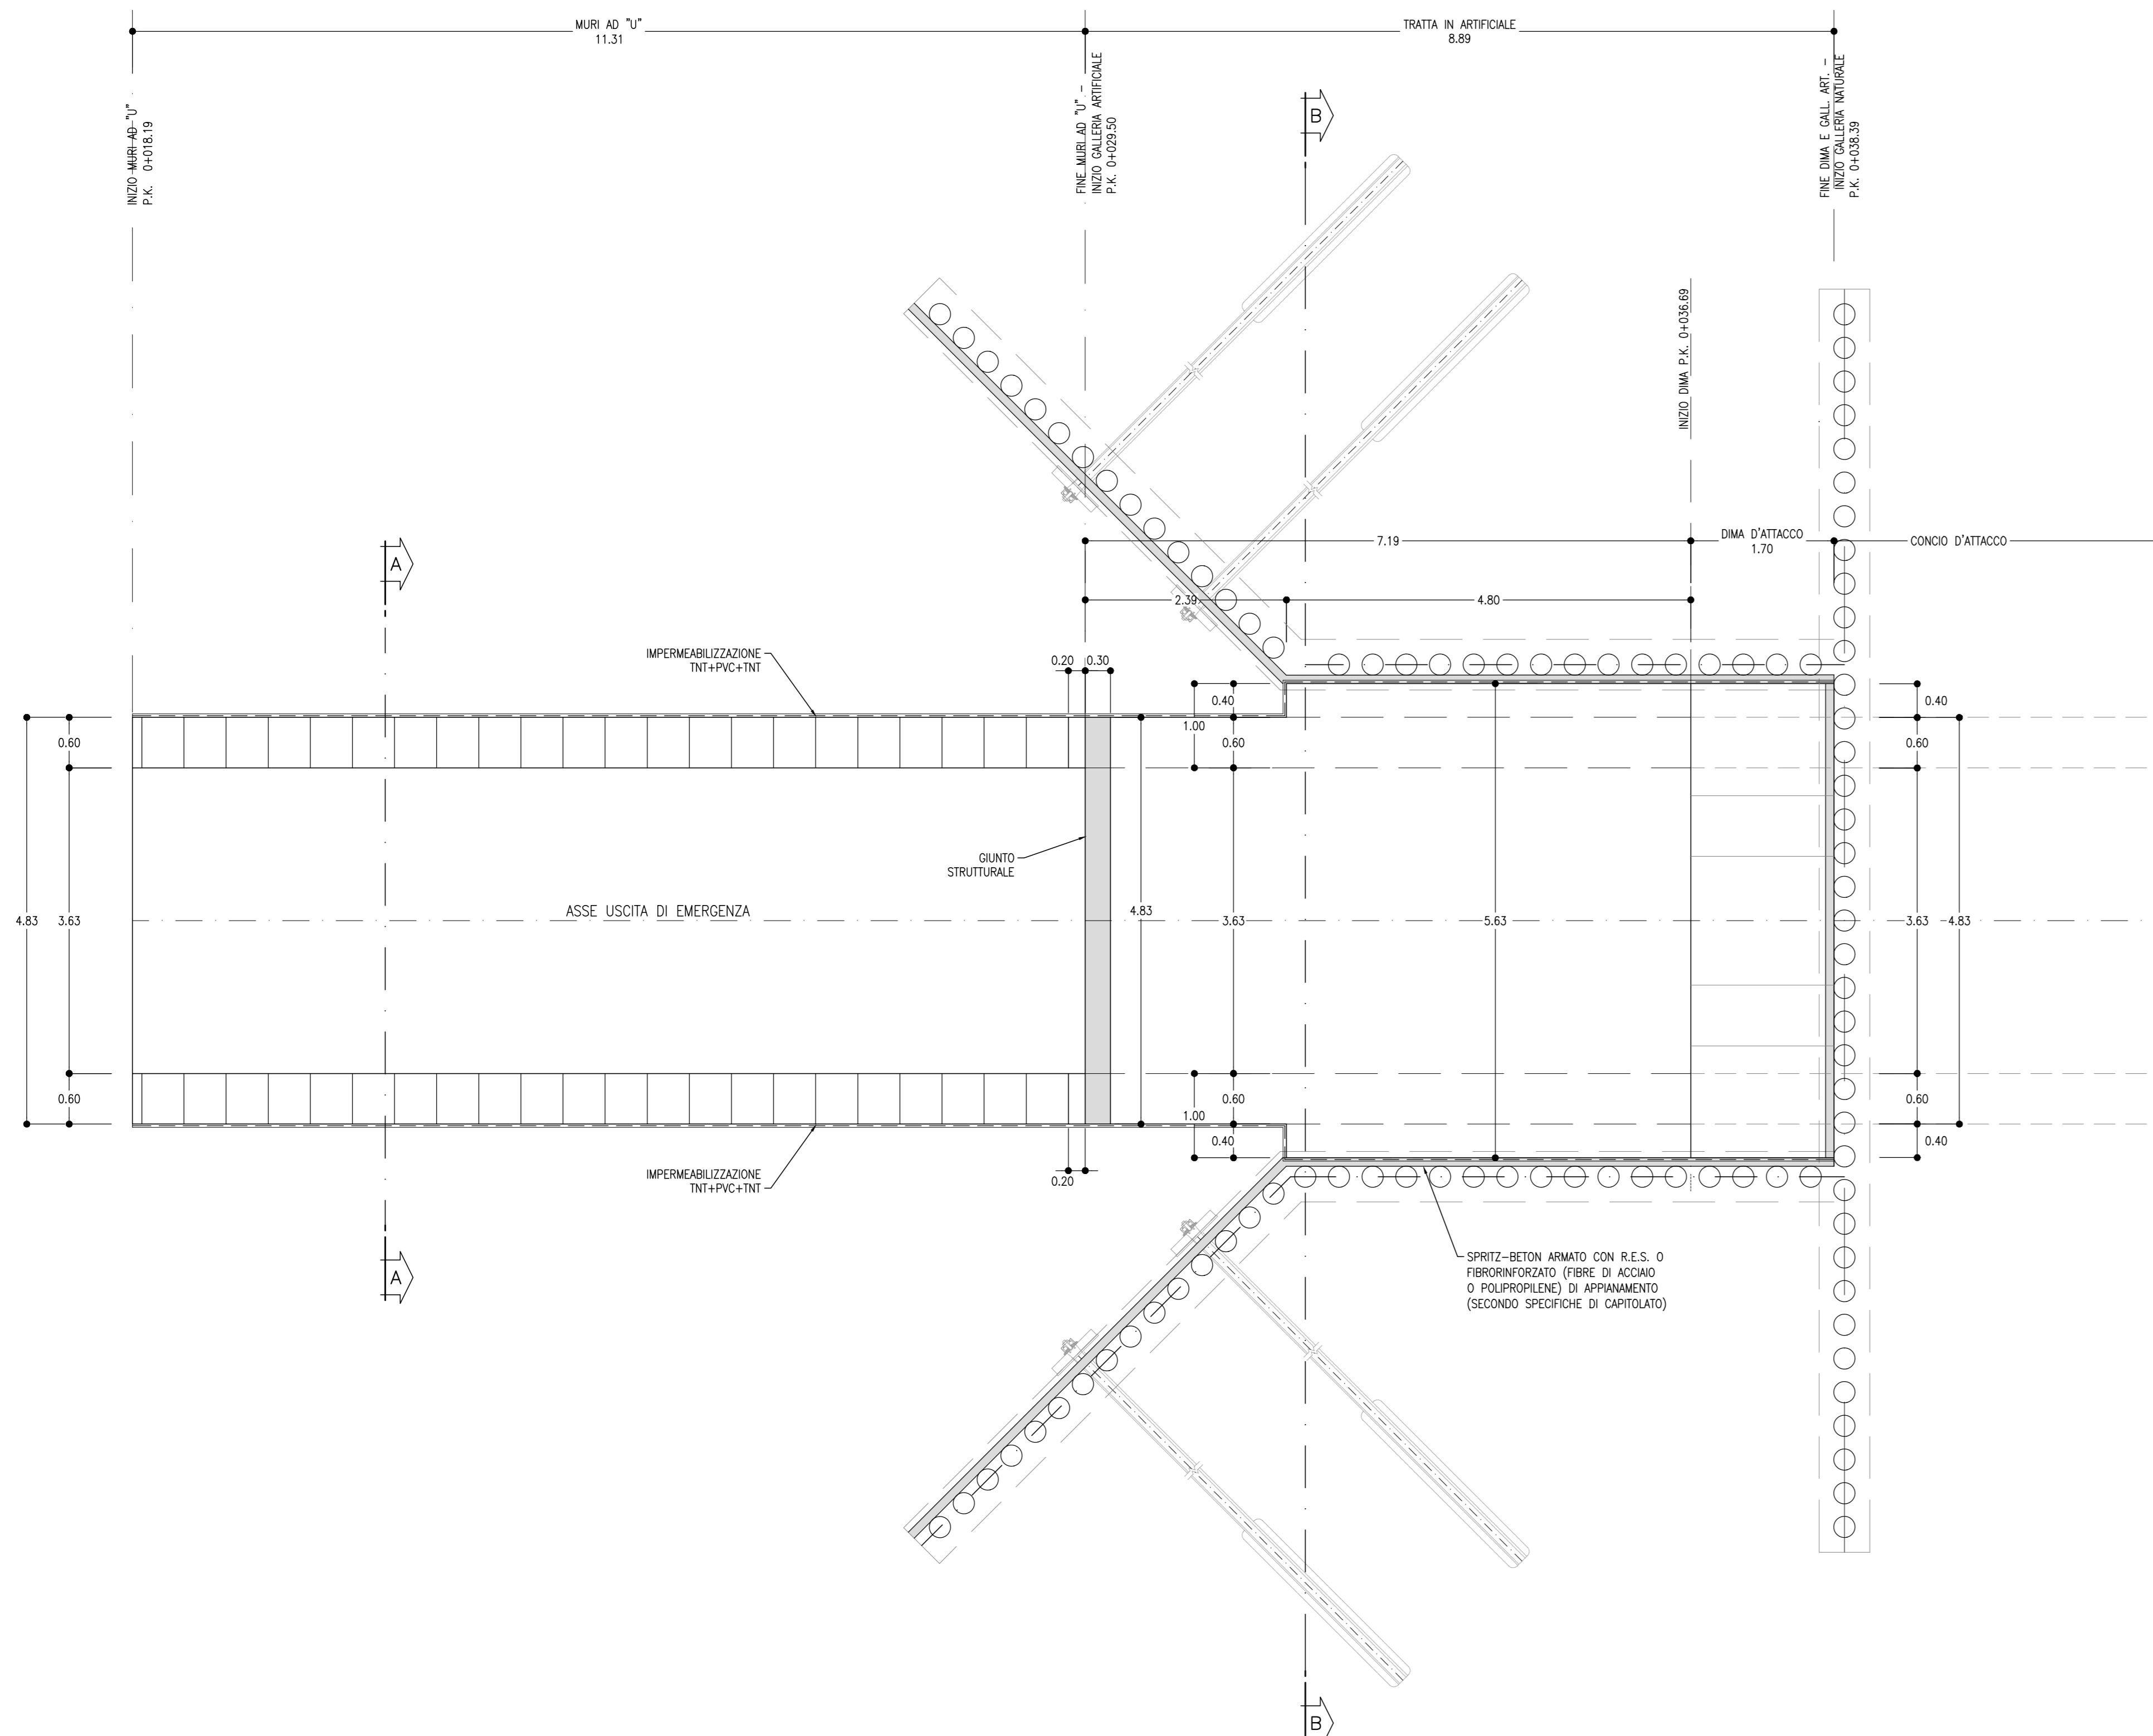 MURI AD "U"
11.31
TRATTA IN ARTIFICIALE
8.89
INIZIO MURI AD "U"
P.K. 0+018.19
FINE MURI AD "U" -
INIZIO GALLERIA ARTIFICIALE
P.K. 0+029.50
FINE DIMA E GALL. ART. -
INIZIO GALLERIA NATURALE
P.K. 0+038.39
B
INIZIO DIMA P.K. 0+036.69
A
7.19
DIMA D'ATTACCO
1.70
CONCIO D'ATTACCO
2.39
4.80
IMPERMEABILIZZAZIONE
TNT+PVC+TNT
0.20
0.30
0.40
1.00
0.60
0.60
0.40
0.60
GIUNTO
STRUTTURALE
ASSE USCITA DI EMERGENZA
4.83
3.63
4.83
3.63
5.63
3.63
4.83
0.60
0.60
1.00
0.40
0.60
0.40
IMPERMEABILIZZAZIONE
TNT+PVC+TNT
0.20
A
SPRITZ-BETON ARMATO CON R.E.S. O
FIBRORINFORZATO (FIBRE DI ACCIAIO
O POLIPROPILENE) DI APPIANAMENTO
(SECONDO SPECIFICHE DI CAPITOLATO)
B